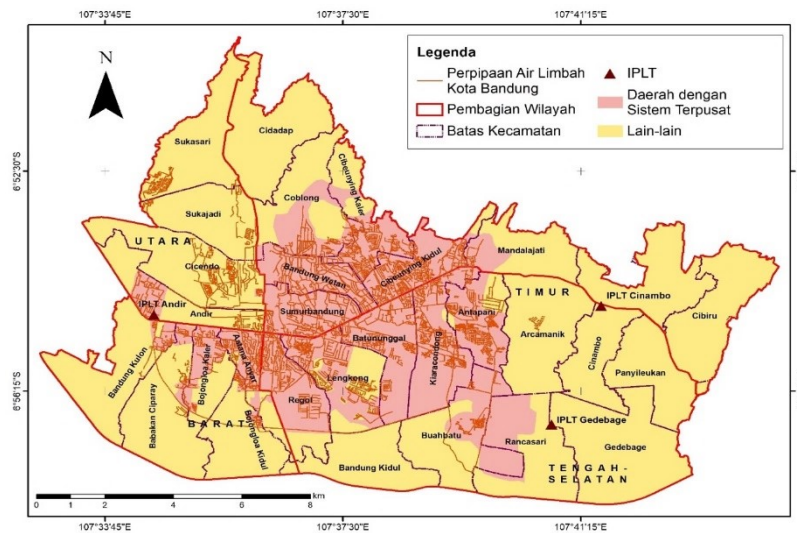 107°33'45"E
107°37'30"E
107°41'15"E
N
Legenda
Perpipaan Air Limbah
Kota Bandung
Pembagian Wilayah
Batas Kecamatan
IPLT
Daerah dengan
Sistem Terpusat
Lain-lain
6°52'30"S
6°56'15"S
Sukasari
Cidadap
Cibeunying Kaler
Coblong
Sukajadi
UTARA
Mandalajati
Cicendo
Bandung Wetan
Cibeunying Kidul
TIMUR
IPLT Cinambo
IPLT Andir
Andir
Sumurbandung
Antapani
Cibiru
Arcamanik
Cinambo
Batununggal
Kiaracondong
Panyileukan
Bandung Kulon
Bojongloa Kaler
Astana Anyar
Lengkong
Babakan Ciparay
Regol
BARAT
Bojongloa Kidul
IPLT Gedebage
Buahbatu
Rancasari
Gedebage
Bandung Kidul
TENGAH-
SELATAN
0 2 4 6 8
km
107°33'45"E
107°37'30"E
107°41'15"E